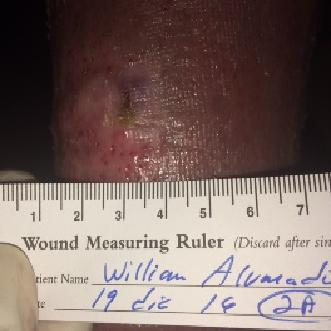 1 2 3 4 5 6 7
Wound Measuring Ruler (Discard after sin
tient Name William Alvarad
te 19 dic 16 2A